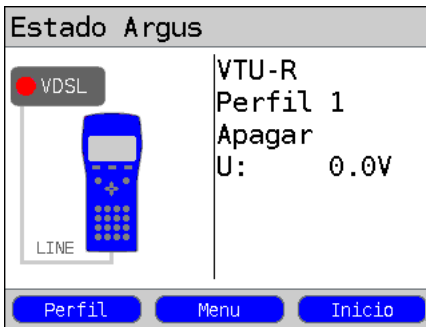 Estado Argus
VDSL
LINE
VTU-R
Perfil 1
Apagar
U: 0.0V
Perfil Menu Inicio